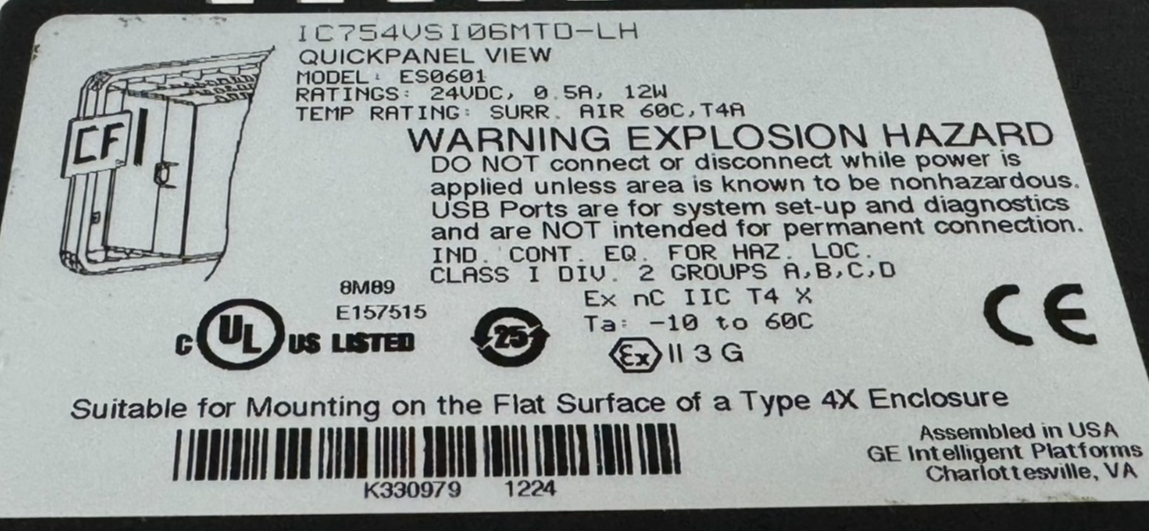 IC754VSI06MTD-LH
QUICKPANEL VIEW
MODEL: ES0601
RATINGS: 24VDC, 0.5A, 12W
TEMP RATING: SURR. AIR 60C,T4A
CF
WARNING EXPLOSION HAZARD
DO NOT connect or disconnect while power is
applied unless area is known to be nonhazardous.
USB Ports are for system set-up and diagnostics
and are NOT intended for permanent connection.
IND. CONT. EQ. FOR HAZ. LOC.
CLASS I DIV. 2 GROUPS A,B,C,D
8M89
E157515
Ex nC IIC T4 X
Ta: -10 to 60C
C UL US LISTED
25
Ex II 3 G
CE
Suitable for Mounting on the Flat Surface of a Type 4X Enclosure
K330979 1224
Assembled in USA
GE Intelligent Platforms
Charlottesville, VA